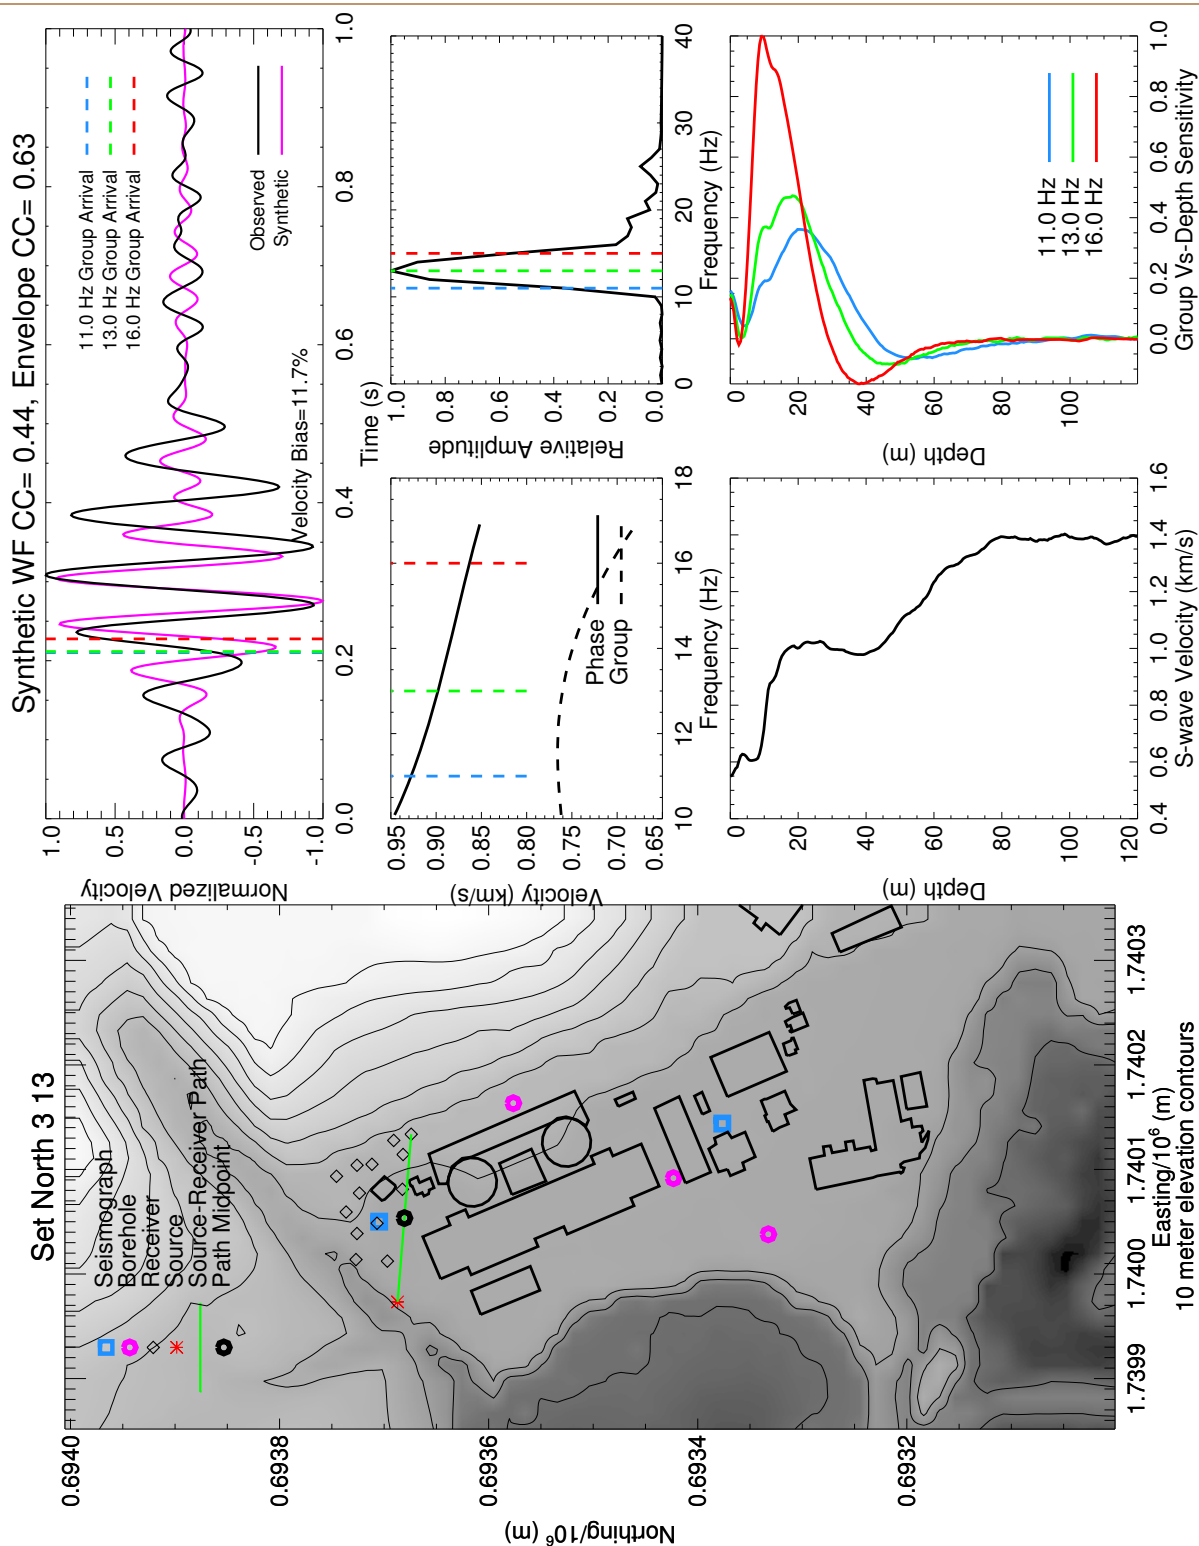 Set North 3 13
Seismograph
Borehole
Receiver
Source
Source-Receiver Path
Path Midpoint
0.6940
0.6938
0.6936
0.6934
0.6932
Northing/10⁶ (m)
1.7399
1.7400
1.7401
1.7402
1.7403
Easting/10⁶ (m)
10 meter elevation contours
Synthetic WF CC= 0.44, Envelope CC= 0.63
11.0 Hz Group Arrival
13.0 Hz Group Arrival
16.0 Hz Group Arrival
Observed
Synthetic
Velocity Bias=11.7%
1.0
0.5
0.0
-0.5
-1.0
Normalized Velocity
0.0
0.2
0.4
0.6
0.8
1.0
Time (s)
0.95
0.90
0.85
0.80
0.75
0.70
0.65
Velocity (km/s)
Phase
Group
10
12
14
16
18
Frequency (Hz)
1.0
0.8
0.6
0.4
0.2
0.0
Relative Amplitude
0
10
20
30
40
Frequency (Hz)
0
20
40
60
80
100
120
Depth (m)
0.4
0.6
0.8
1.0
1.2
1.4
1.6
S-wave Velocity (km/s)
0
20
40
60
80
100
120
Depth (m)
11.0 Hz
13.0 Hz
16.0 Hz
0.0
0.2
0.4
0.6
0.8
1.0
Group Vs-Depth Sensitivity